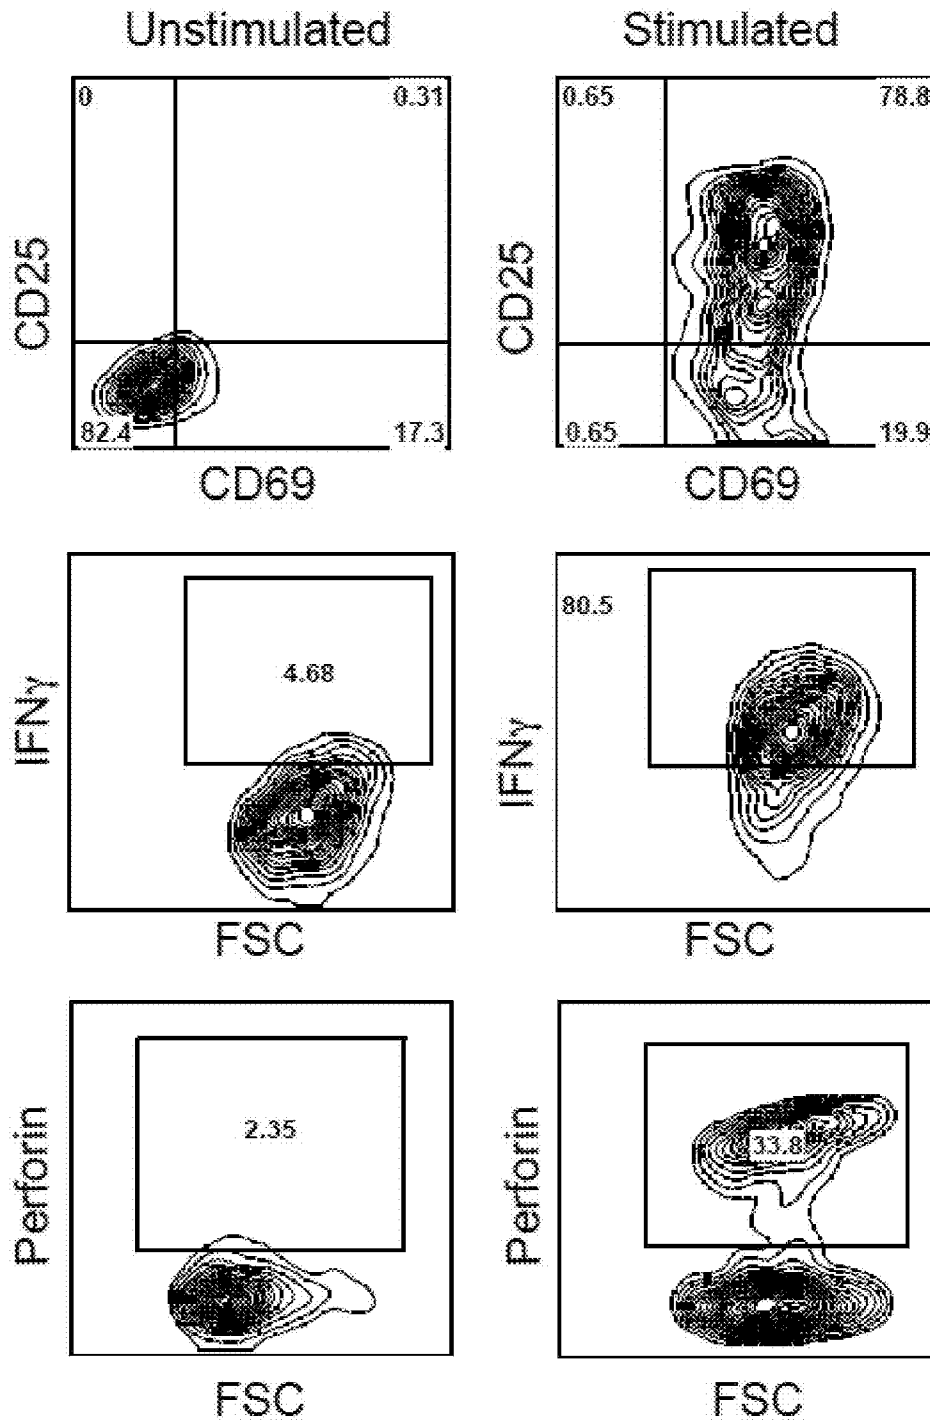 Unstimulated Stimulated
0 0.31 0.65 78.8
CD25 CD25
82.4 17.3 0.65 19.9
CD69 CD69
80.5
4.68
IFNγ IFNγ
FSC FSC
2.35 33.8
Perforin Perforin
FSC FSC